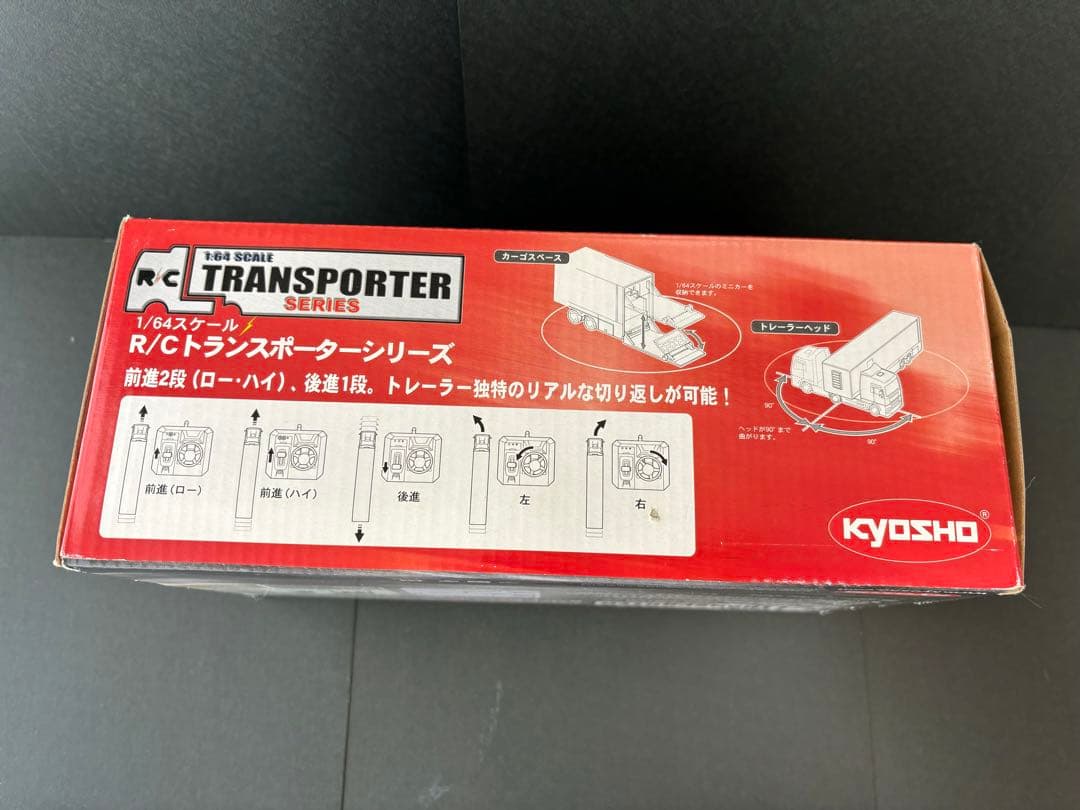 R/C
1:64 SCALE
TRANSPORTER
SERIES
1/64スケール
R/Cトランスポーターシリーズ
前進2段(ロー・ハイ)、後進1段。トレーラー独特のリアルな切り返しが可能!
カーゴスペース
1/64スケールのミニカーを
収納できます。
トレーラーヘッド
90°
90°
ヘッドが90°まで
曲がります。
前進(ロー)
前進(ハイ)
後進
左
右
KYOSHO
®